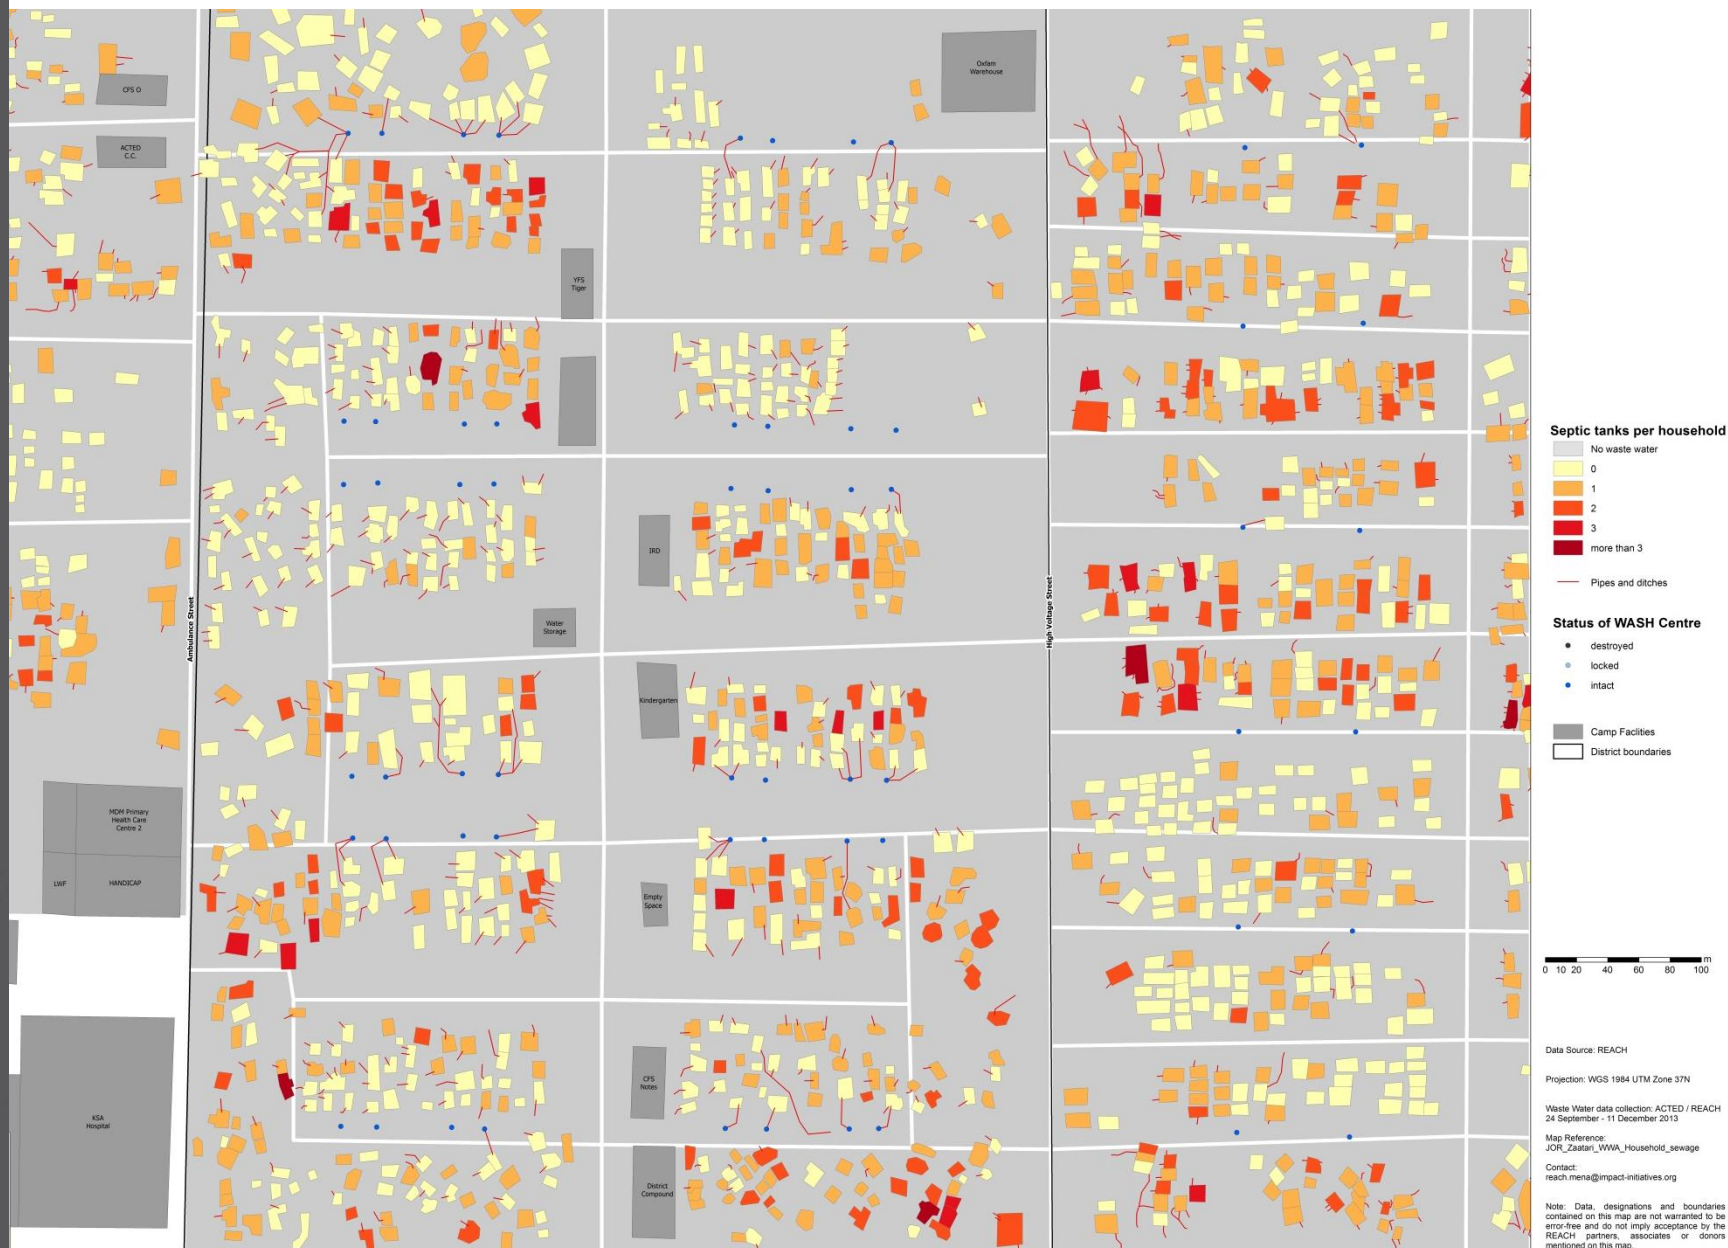 CFS O
ACTED
C.C.
Oxfam
Warehouse
YFS
Tiger
IRD
Water
Storage
Ambulance Street
High Voltage Street
Kindergarten
MDM Primary
Health Care
Centre 2
LWF
HANDICAP
Empty
Space
CFS
Notes
KSA
Hospital
District
Compound
Septic tanks per household
No waste water
0
1
2
3
more than 3
Pipes and ditches
Status of WASH Centre
destroyed
locked
intact
Camp Faclities
District boundaries
m
0 10 20 40 60 80 100
Data Source: REACH
Projection: WGS 1984 UTM Zone 37N
Waste Water data collection: ACTED / REACH
24 September - 11 December 2013
Map Reference:
JOR_Zaatari_WWA_Household_sewage
Contact:
reach.mena@impact-initiatives.org
Note: Data, designations and boundaries
contained on this map are not warranted to be
error-free and do not imply acceptance by the
REACH partners, associates or donors
mentioned on this map.